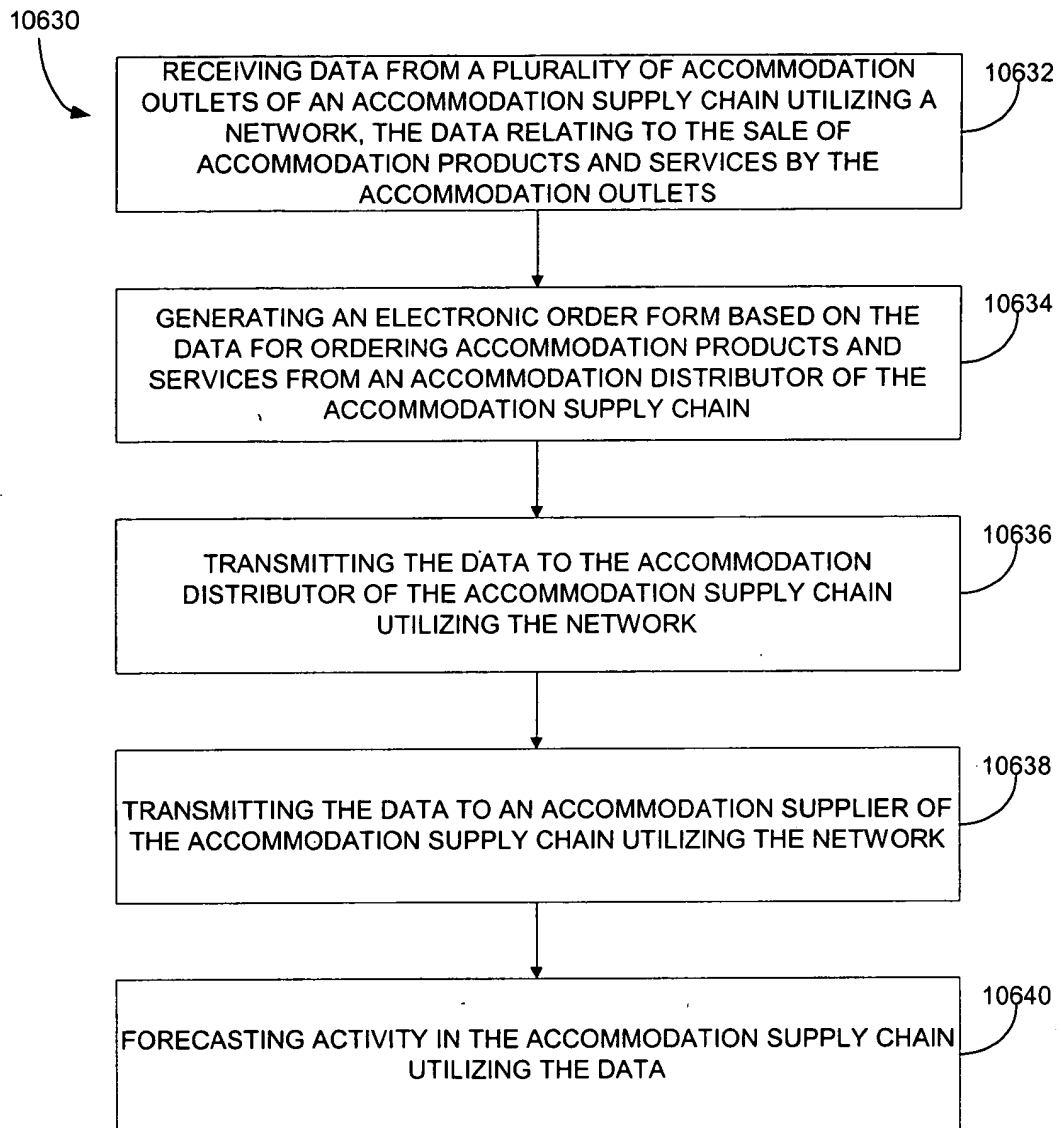 10630
RECEIVING DATA FROM A PLURALITY OF ACCOMMODATION
OUTLETS OF AN ACCOMMODATION SUPPLY CHAIN UTILIZING A
NETWORK, THE DATA RELATING TO THE SALE OF
ACCOMMODATION PRODUCTS AND SERVICES BY THE
ACCOMMODATION OUTLETS
10632
GENERATING AN ELECTRONIC ORDER FORM BASED ON THE
DATA FOR ORDERING ACCOMMODATION PRODUCTS AND
SERVICES FROM AN ACCOMMODATION DISTRIBUTOR OF THE
ACCOMMODATION SUPPLY CHAIN
10634
TRANSMITTING THE DATA TO THE ACCOMMODATION
DISTRIBUTOR OF THE ACCOMMODATION SUPPLY CHAIN
UTILIZING THE NETWORK
10636
TRANSMITTING THE DATA TO AN ACCOMMODATION SUPPLIER OF
THE ACCOMMODATION SUPPLY CHAIN UTILIZING THE NETWORK
10638
FORECASTING ACTIVITY IN THE ACCOMMODATION SUPPLY CHAIN
UTILIZING THE DATA
10640